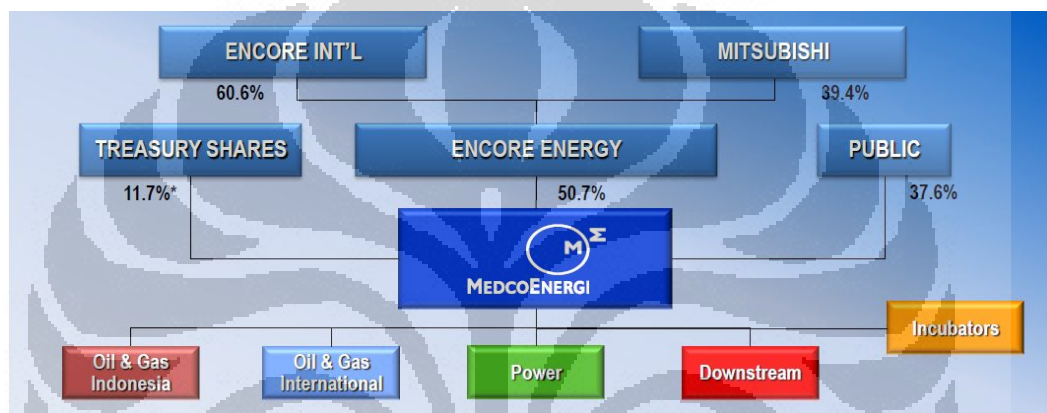 ENCORE INT'L
MITSUBISHI
60.6%
39.4%
TREASURY SHARES
ENCORE ENERGY
PUBLIC
11.7%*
50.7%
37.6%
M E
MEDCOENERGI
Incubators
Oil & Gas
Indonesia
Oil & Gas
International
Power
Downstream